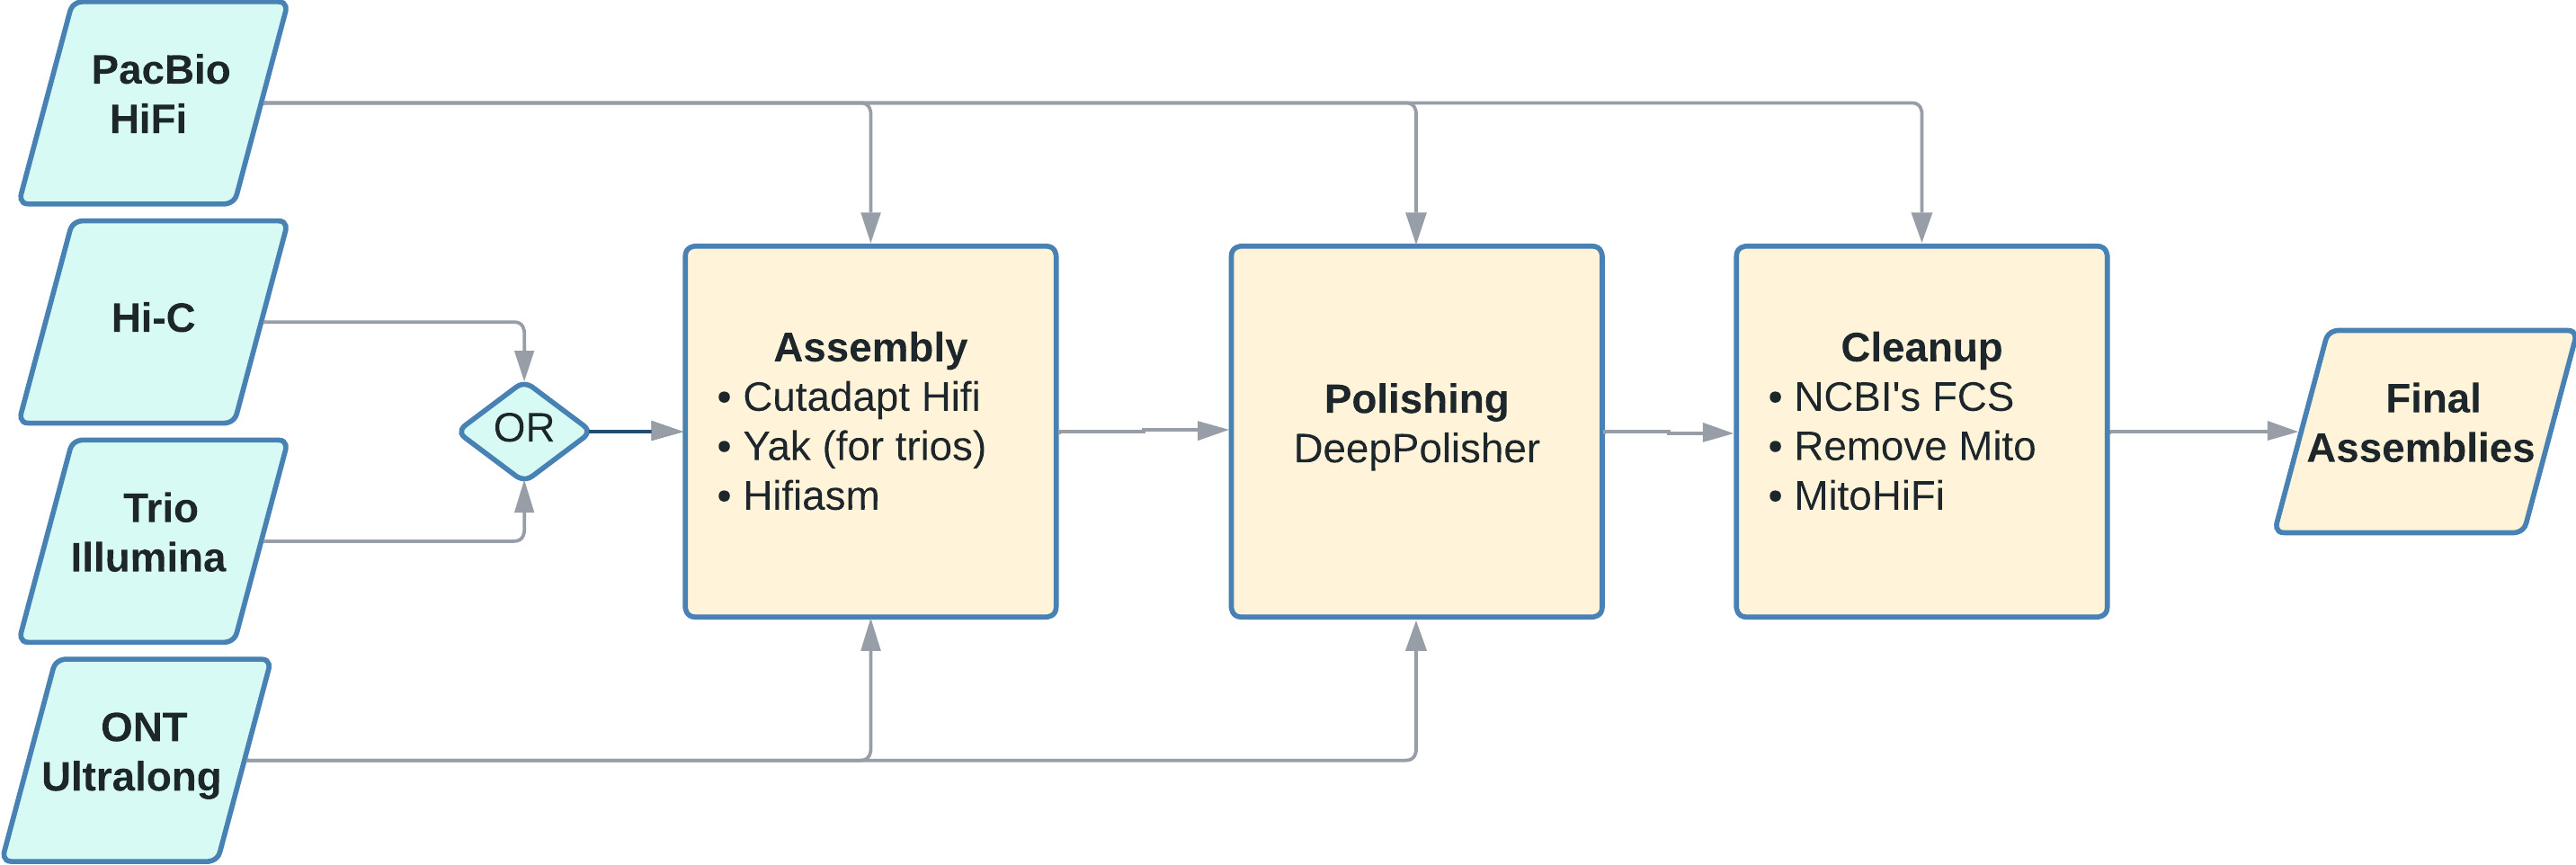 PacBio
HiFi
Hi-C
Trio
Illumina
ONT
Ultralong
OR
Assembly
• Cutadapt Hifi
• Yak (for trios)
• Hifiasm
Polishing
DeepPolisher
Cleanup
• NCBI's FCS
• Remove Mito
• MitoHiFi
Final
Assemblies